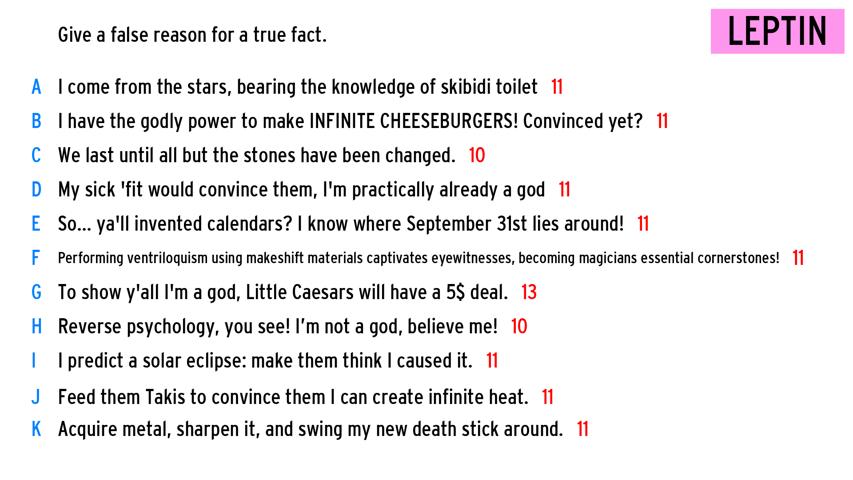 Give a false reason for a true fact.
LEPTIN
A I come from the stars, bearing the knowledge of skibidi toilet 11
B I have the godly power to make INFINITE CHEESEBURGERS! Convinced yet? 11
C We last until all but the stones have been changed. 10
D My sick 'fit would convince them, I'm practically already a god 11
E So... ya'll invented calendars? I know where September 31st lies around! 11
F Performing ventriloquism using makeshift materials captivates eyewitnesses, becoming magicians essential cornerstones! 11
G To show y'all I'm a god, Little Caesars will have a 5$ deal. 13
H Reverse psychology, you see! I’m not a god, believe me! 10
I I predict a solar eclipse: make them think I caused it. 11
J Feed them Takis to convince them I can create infinite heat. 11
K Acquire metal, sharpen it, and swing my new death stick around. 11